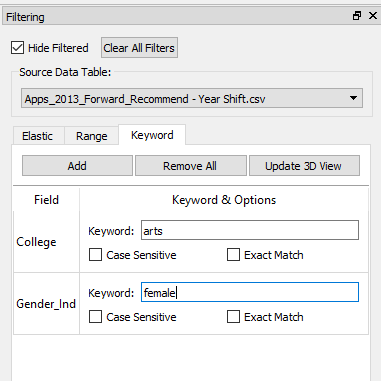 Filtering
Hide Filtered Clear All Filters
Source Data Table:
Apps_2013_Forward_Recommend - Year Shift.csv
Elastic Range Keyword
Add Remove All Update 3D View
Field Keyword & Options
College Keyword: arts
Case Sensitive Exact Match
Gender_Ind Keyword: female
Case Sensitive Exact Match